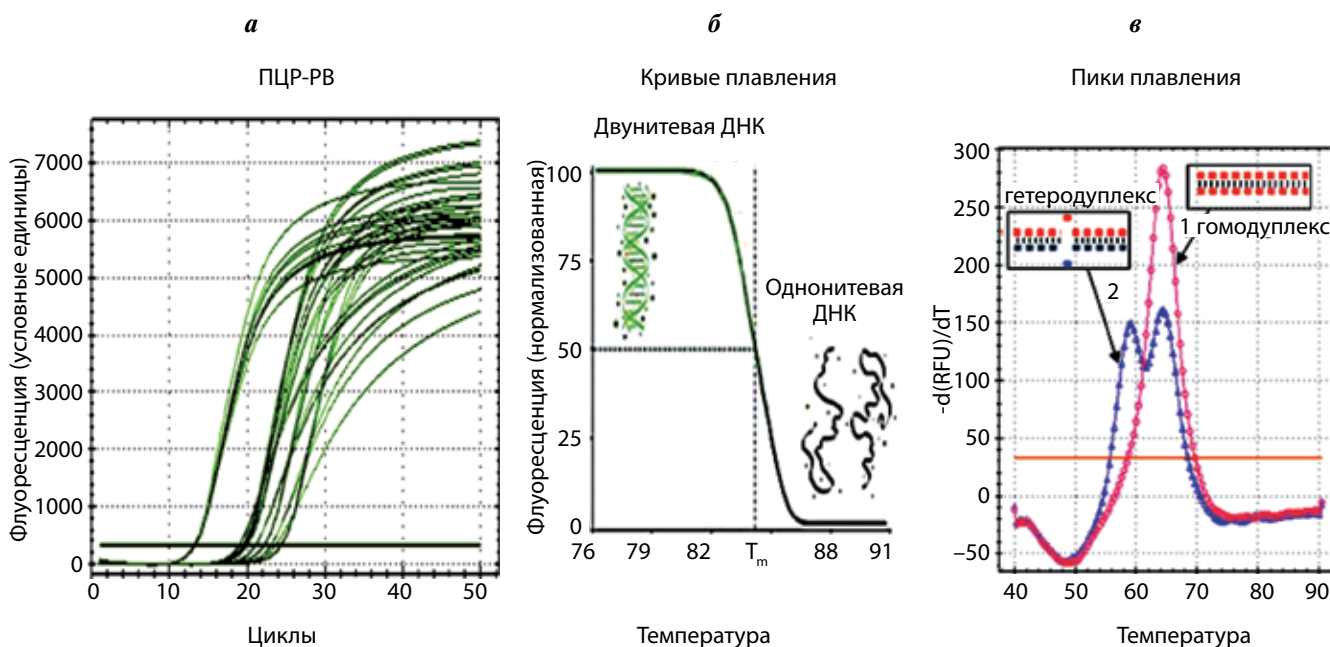 а
ПЦР-РВ
Флуоресценция (условные единицы)
7000
6000
5000
4000
3000
2000
1000
0
0 10 20 30 40 50
Циклы
б
Кривые плавления
Двунитевая ДНК
Флуоресценция (нормализованная)
100
75
50
25
0
Однонитевая
ДНК
76 79 82 Tm 88 91
Температура
в
Пики плавления
-d(RFU)/dT
300
250
200
150
100
50
0
–50
гетеродуплекс
2
1 гомодуплекс
40 50 60 70 80 90
Температура